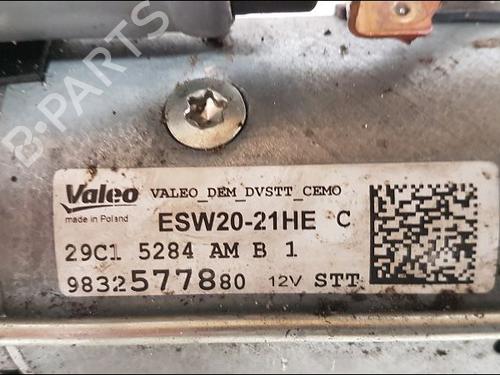 B-PARTS
Valeo VALEO_DEM_DVSTT_CEMO
made in Poland ESW20-21HE C
29C1 5284 AM B 1
9832577880 12V STT